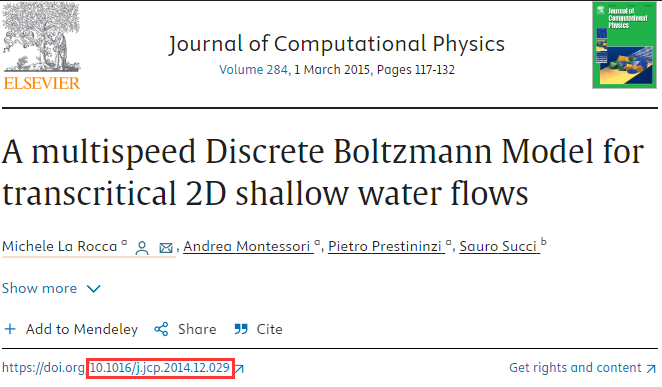 Journal of Computational Physics
Volume 284, 1 March 2015, Pages 117-132
ELSEVIER
Journal of
Computational
Physics
A multispeed Discrete Boltzmann Model for
transcritical 2D shallow water flows
Michele La Rocca a, Andrea Montessori a, Pietro Prestininzi a, Sauro Succi b
Show more
+ Add to Mendeley Share Cite
https://doi.org/10.1016/j.jcp.2014.12.029 Get rights and content